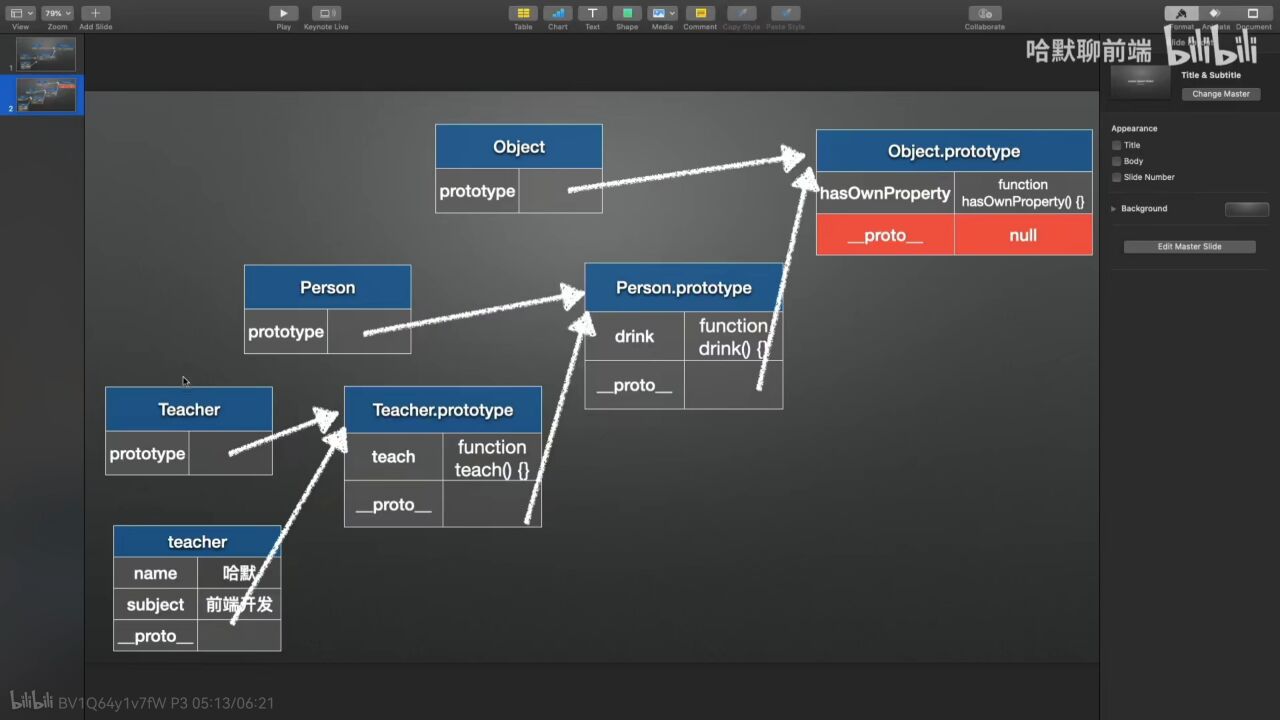 79%
View
Zoom
Add Slide
Play
Keynote Live
Table
Chart
Text
Shape
Media
Comment
Copy Style
Paste Style
Collaborate
Format
Animate
Document
哈默聊前端 bilibili
1
2
Title & Subtitle
Change Master
Appearance
Title
Body
Slide Number
Background
Edit Master Slide
Object
prototype
Object.prototype
hasOwnProperty
function
hasOwnProperty() {}
__proto__
null
Person
prototype
Person.prototype
drink
function
drink() {}
__proto__
Teacher
prototype
Teacher.prototype
teach
function
teach() {}
__proto__
teacher
name
哈默
subject
前端开发
__proto__
bilibili BV1Q64y1v7fW P3 05:13/06:21